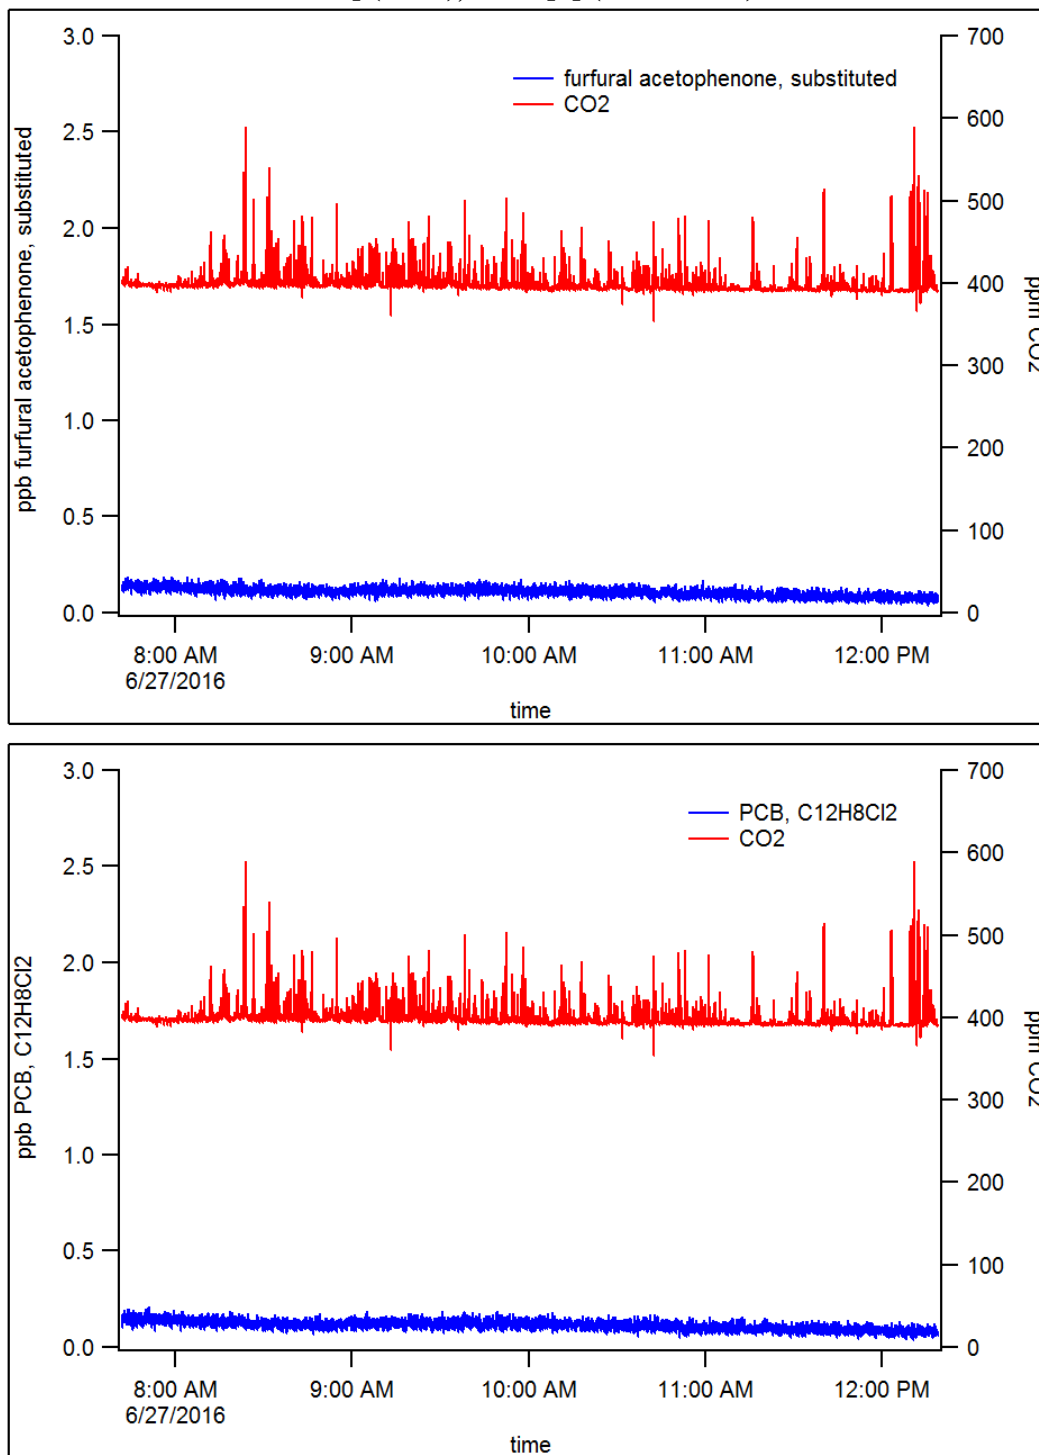 furfural acetophenone, substituted
CO2
ppb furfural acetophenone, substituted
3.0
2.5
2.0
1.5
1.0
0.5
0.0
700
600
500
400
300
200
100
0
ppm CO2
8:00 AM
6/27/2016
9:00 AM
10:00 AM
11:00 AM
12:00 PM
time
PCB, C12H8Cl2
CO2
ppb PCB, C12H8Cl2
3.0
2.5
2.0
1.5
1.0
0.5
0.0
700
600
500
400
300
200
100
0
ppm CO2
8:00 AM
6/27/2016
9:00 AM
10:00 AM
11:00 AM
12:00 PM
time